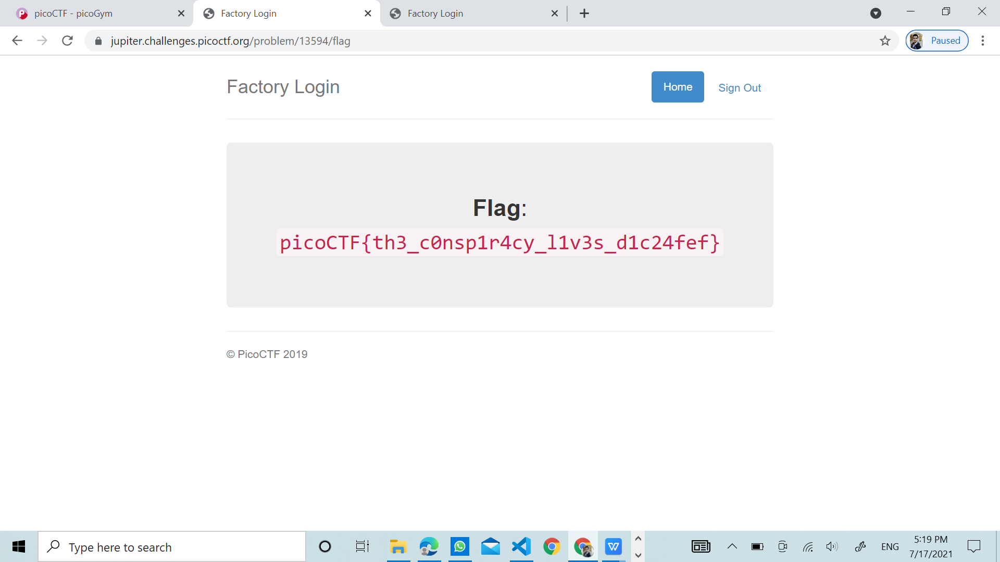 picoCTF - picoGym
Factory Login
Factory Login
jupiter.challenges.picoctf.org/problem/13594/flag
Paused
Factory Login
Home
Sign Out
Flag:
picoCTF{th3_c0nsp1r4cy_l1v3s_d1c24fef}
© PicoCTF 2019
Type here to search
ENG
5:19 PM
7/17/2021